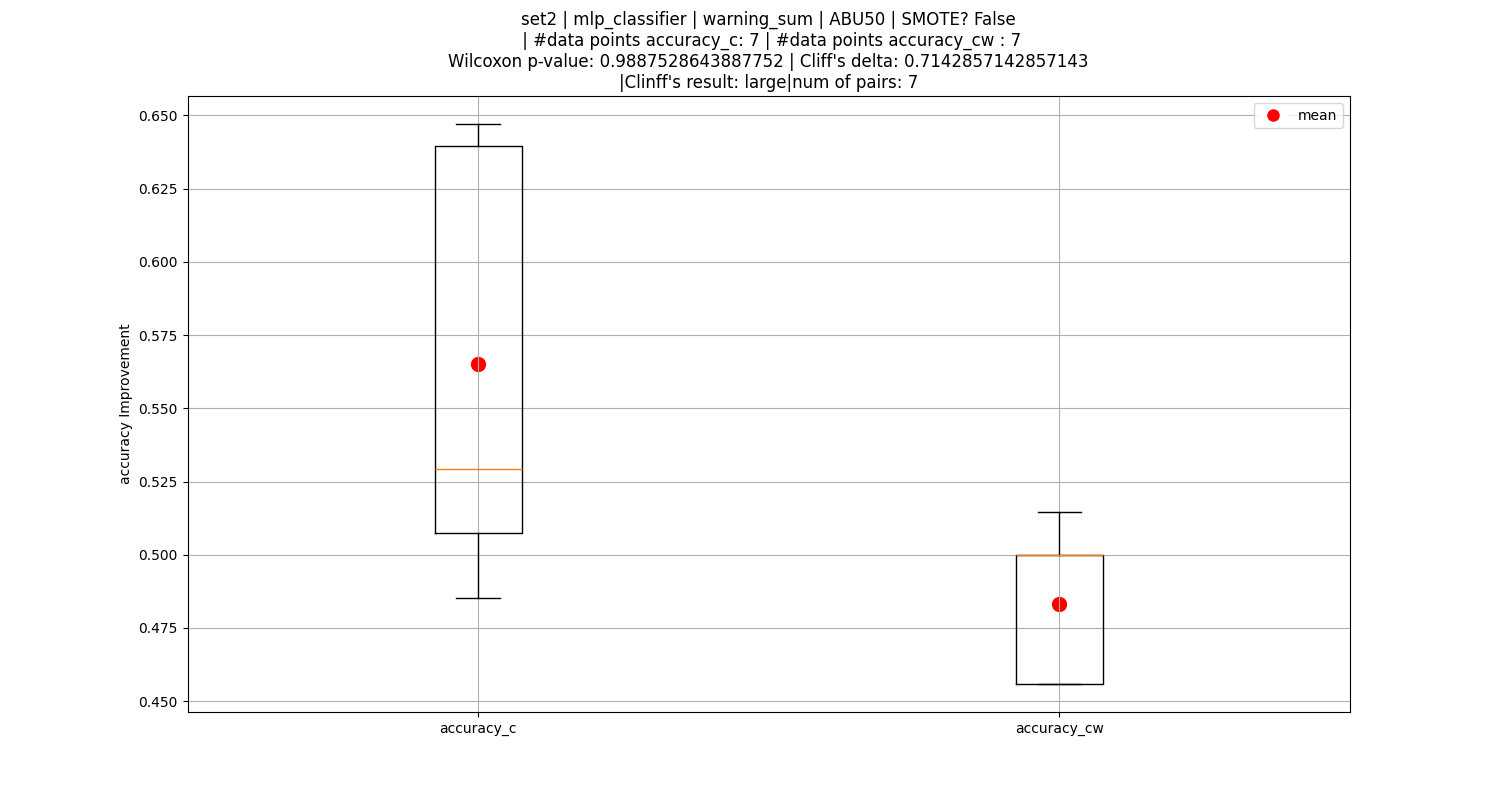 set2 | mlp_classifier | warning_sum | ABU50 | SMOTE? False
| #data points accuracy_c: 7 | #data points accuracy_cw : 7
Wilcoxon p-value: 0.9887528643887752 | Cliff's delta: 0.7142857142857143
|Clinff's result: large|num of pairs: 7
mean
0.650
0.625
0.600
0.575
0.550
0.525
0.500
0.475
0.450
accuracy Improvement
accuracy_c
accuracy_cw